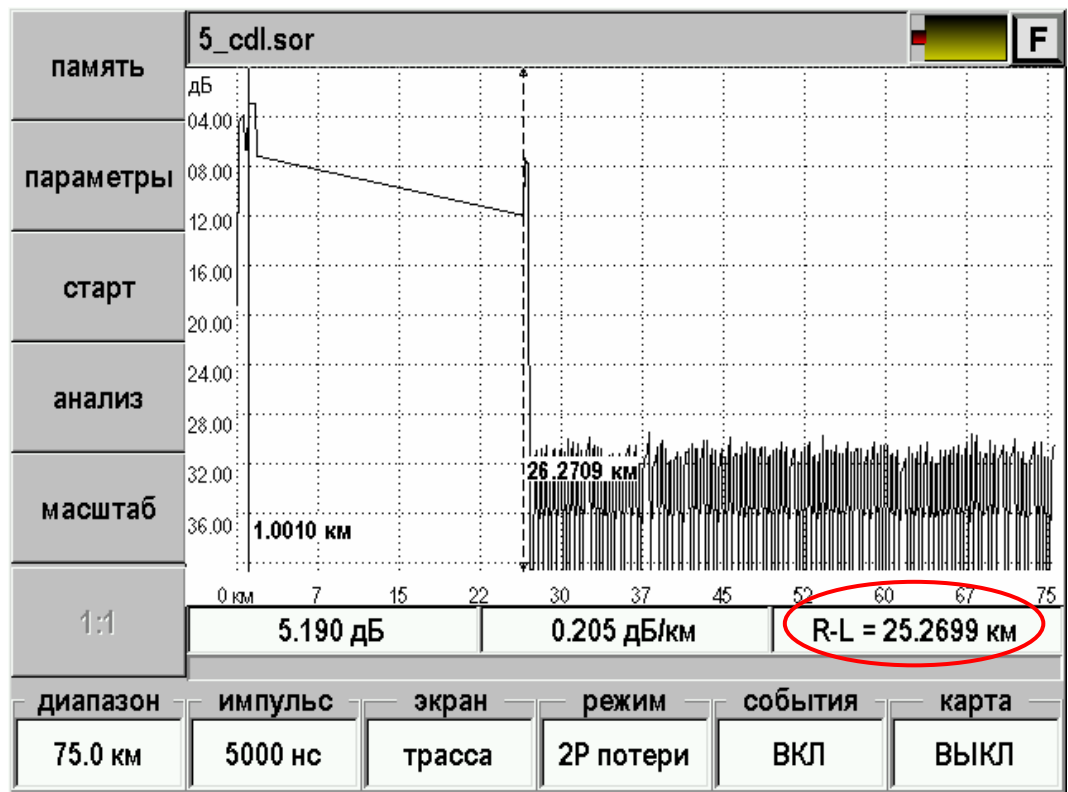 5_cdl.sor
F
память
параметры
старт
анализ
масштаб
1:1
дБ
04.00
08.00
12.00
16.00
20.00
24.00
28.00
32.00
36.00
26.2709 км
1.0010 км
0 км 7 15 22 30 37 45 52 60 67 75
5.190 дБ 0.205 дБ/км R-L = 25.2699 км
диапазон импульс экран режим события карта
75.0 км 5000 нс трасса 2Р потери ВКЛ ВЫКЛ